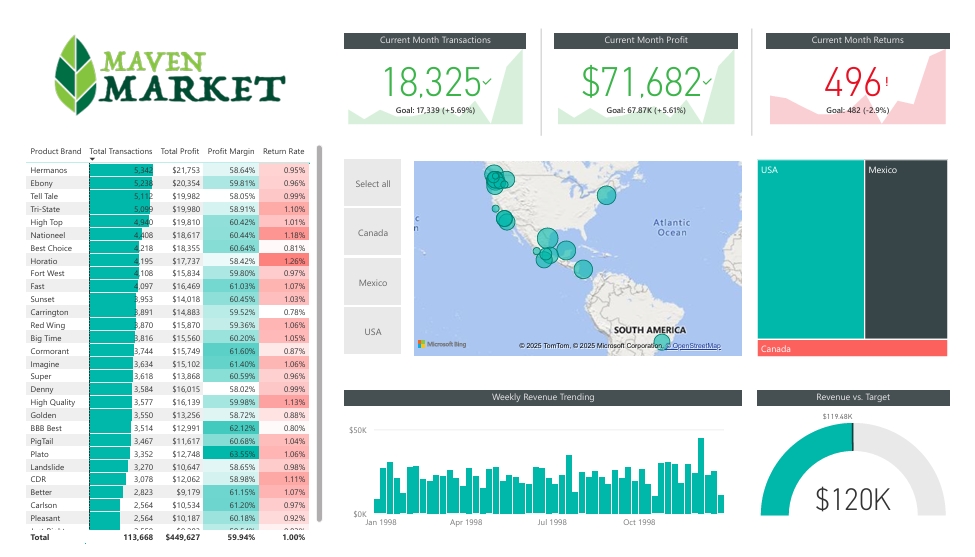 MAVEN
MARKET
Current Month Transactions
18,325
Goal: 17,339 (+5.69%)
Current Month Profit
$71,682
Goal: 67.87K (+5.61%)
Current Month Returns
496!
Goal: 482 (-2.9%)
Product Brand Total Transactions Total Profit Profit Margin Return Rate
Hermanos 5,342 $21,753 58.64% 0.95%
Ebony 5,238 $20,354 59.81% 0.96%
Tell Tale 5,112 $19,982 58.05% 0.99%
Tri-State 5,099 $19,980 58.91% 1.10%
High Top 4,940 $19,810 60.42% 1.01%
Nationeel 4,408 $18,617 60.44% 1.18%
Best Choice 4,218 $18,355 60.64% 0.81%
Horatio 4,195 $17,737 58.42% 1.26%
Fort West 4,108 $15,834 59.80% 0.97%
Fast 4,097 $16,469 61.03% 1.07%
Sunset 3,953 $14,018 60.45% 1.03%
Carrington 3,891 $14,883 59.52% 0.78%
Red Wing 3,870 $15,870 59.36% 1.06%
Big Time 3,816 $15,560 60.20% 1.05%
Cormorant 3,744 $15,749 61.60% 0.87%
Imagine 3,634 $15,102 61.40% 1.06%
Super 3,618 $13,868 60.59% 0.96%
Denny 3,584 $16,015 58.02% 0.99%
High Quality 3,577 $16,139 59.98% 1.13%
Golden 3,550 $13,256 58.72% 0.88%
BBB Best 3,514 $12,991 62.12% 0.80%
PigTail 3,467 $11,617 60.68% 1.04%
Plato 3,352 $12,748 63.55% 1.06%
Landslide 3,270 $10,647 58.65% 0.98%
CDR 3,078 $12,062 58.98% 1.11%
Better 2,823 $9,179 61.15% 1.07%
Carlson 2,564 $10,534 61.20% 0.97%
Pleasant 2,564 $10,187 60.18% 0.92%
Total 113,668 $449,627 59.94% 1.00%
Select all
Canada
Mexico
USA
Atlantic
Ocean
SOUTH AMERICA
Microsoft Bing
© 2025 TomTom, © 2025 Microsoft Corporation, © OpenStreetMap
USA
Mexico
Canada
Weekly Revenue Trending
$50K
$0K
Jan 1998 Apr 1998 Jul 1998 Oct 1998
Revenue vs. Target
$119.48K
$120K